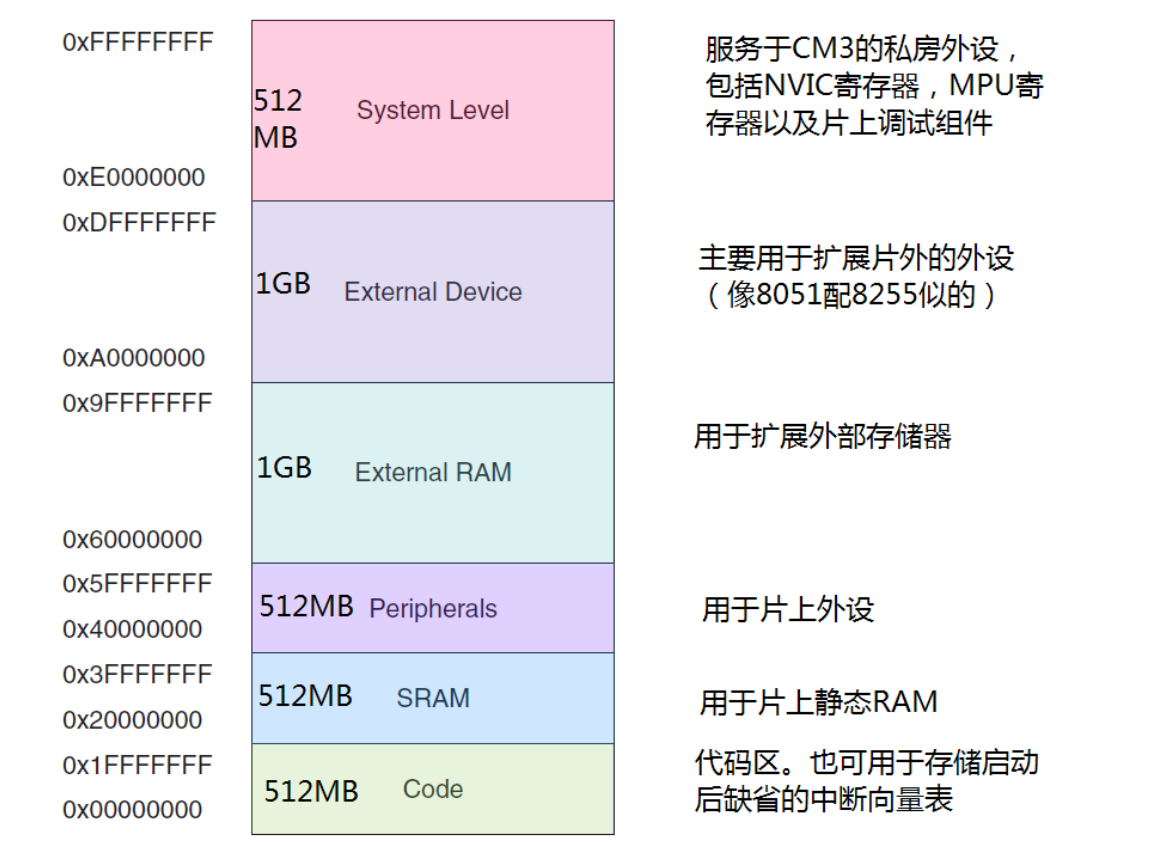 0xFFFFFFFF
512
MB
System Level
服务于CM3的私房外设，
包括NVIC寄存器，MPU寄
存器以及片上调试组件
0xE0000000
0xDFFFFFFF
1GB
External Device
主要用于扩展片外的外设
（像8051配8255似的）
0xA0000000
0x9FFFFFFF
1GB
External RAM
用于扩展外部存储器
0x60000000
0x5FFFFFFF
512MB
Peripherals
用于片上外设
0x40000000
0x3FFFFFFF
512MB
SRAM
用于片上静态RAM
0x20000000
0x1FFFFFFF
512MB
Code
代码区。也可用于存储启动
后缺省的中断向量表
0x00000000